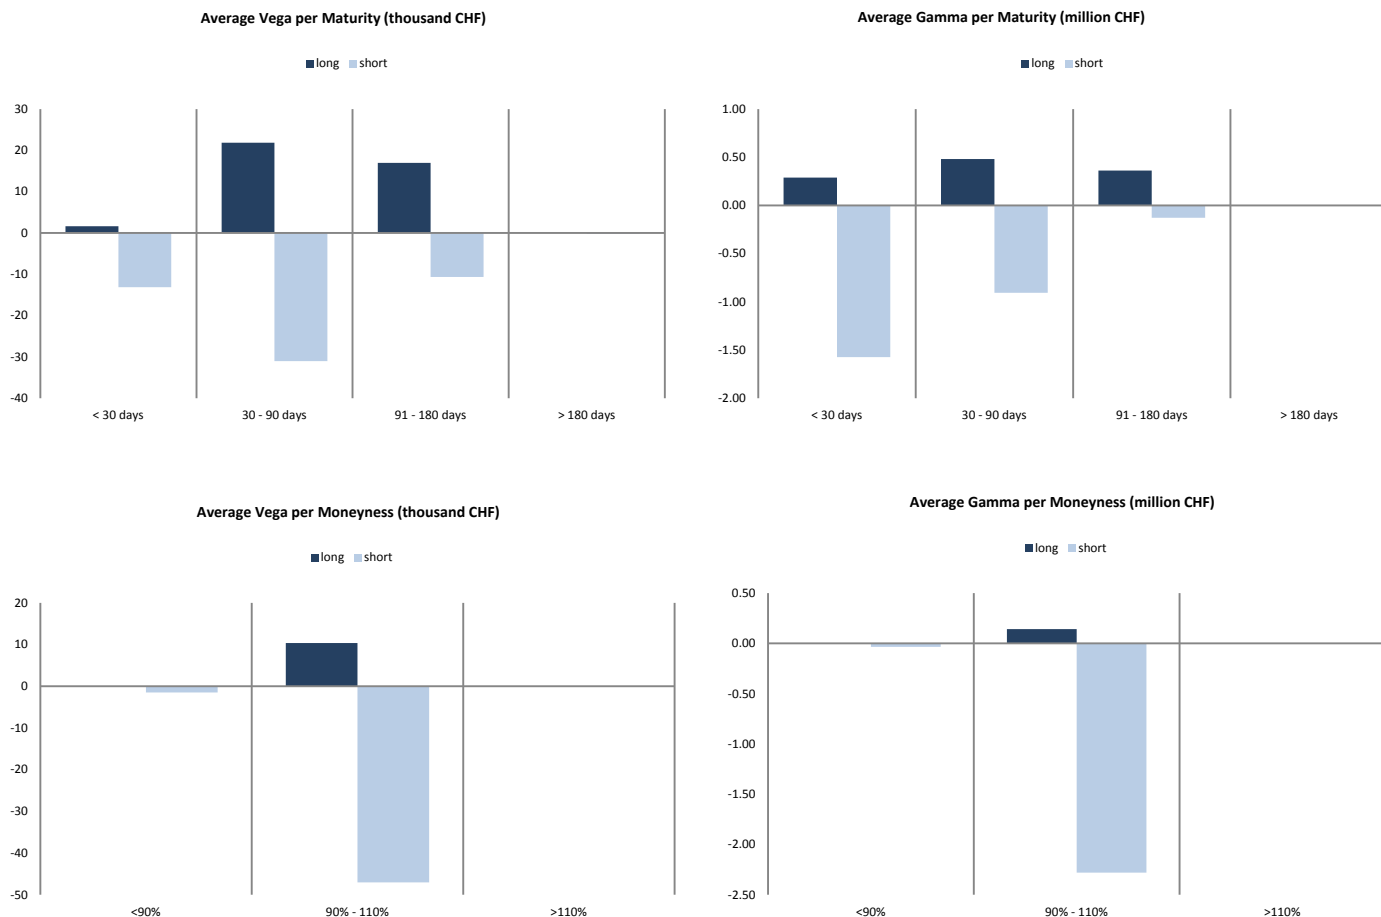 Average Vega per Maturity (thousand CHF)
long short
30
20
10
0
-10
-20
-30
-40
< 30 days 30 - 90 days 91 - 180 days > 180 days
Average Gamma per Maturity (million CHF)
long short
1.00
0.50
0.00
-0.50
-1.00
-1.50
-2.00
< 30 days 30 - 90 days 91 - 180 days > 180 days
Average Vega per Moneyness (thousand CHF)
long short
20
10
0
-10
-20
-30
-40
-50
<90% 90% - 110% >110%
Average Gamma per Moneyness (million CHF)
long short
0.50
0.00
-0.50
-1.00
-1.50
-2.00
-2.50
<90% 90% - 110% >110%